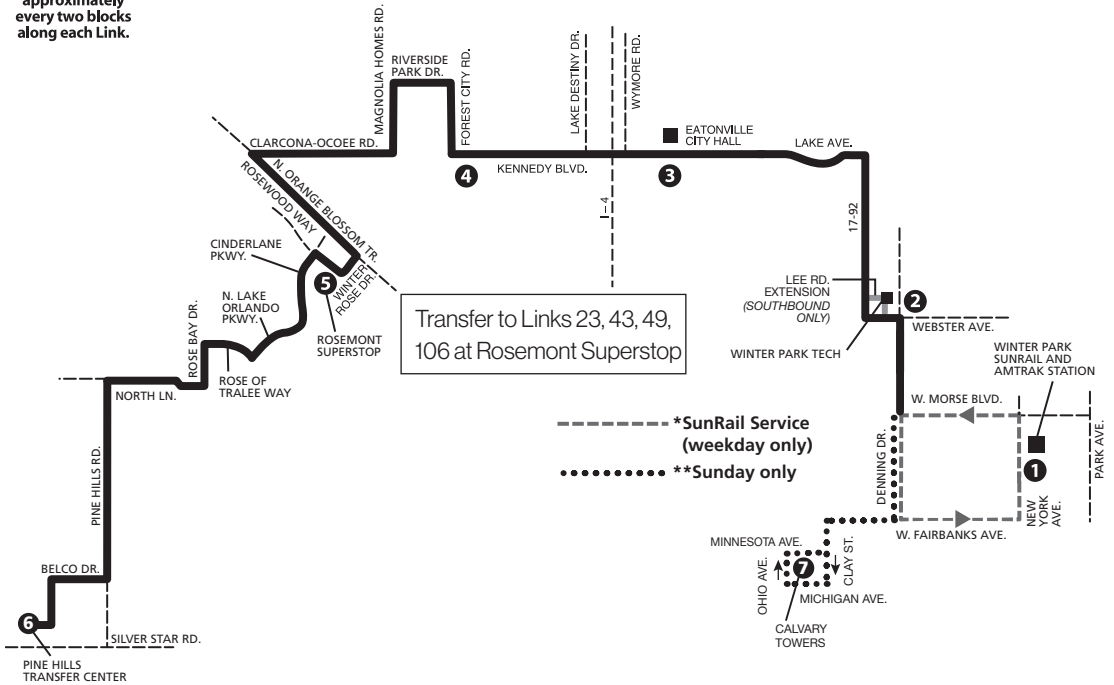 approximately
every two blocks
along each Link.
MAGNOLIA HOMES RD.
RIVERSIDE
PARK DR.
FOREST CITY RD.
LAKE DESTINY DR.
WYMORE RD.
EATONVILLE
CITY HALL
LAKE AVE.
CLARCONA-OCOEE RD.
KENNEDY BLVD.
4
3
I-4
17-92
N. ORANGE BLOSSOM TR.
ROSEWOOD WAY
CINDERLANE
PKWY.
5
WINTER
ROSE DR.
ROSEMONT
SUPERSTOP
N. LAKE
ORLANDO
PKWY.
ROSE BAY DR.
ROSE OF
TRALEE WAY
NORTH LN.
PINE HILLS RD.
BELCO DR.
6
SILVER STAR RD.
PINE HILLS
TRANSFER CENTER
Transfer to Links 23, 43, 49,
106 at Rosemont Superstop
LEE RD.
EXTENSION
(SOUTHBOUND
ONLY)
2
WEBSTER AVE.
WINTER PARK TECH
WINTER PARK
SUNRAIL AND
AMTRAK STATION
W. MORSE BLVD.
1
PARK AVE.
NEW
YORK
AVE.
DENNING DR.
W. FAIRBANKS AVE.
*SunRail Service
(weekday only)
**Sunday only
MINNESOTA AVE.
OHIO AVE.
7
CLAY ST.
MICHIGAN AVE.
CALVARY
TOWERS